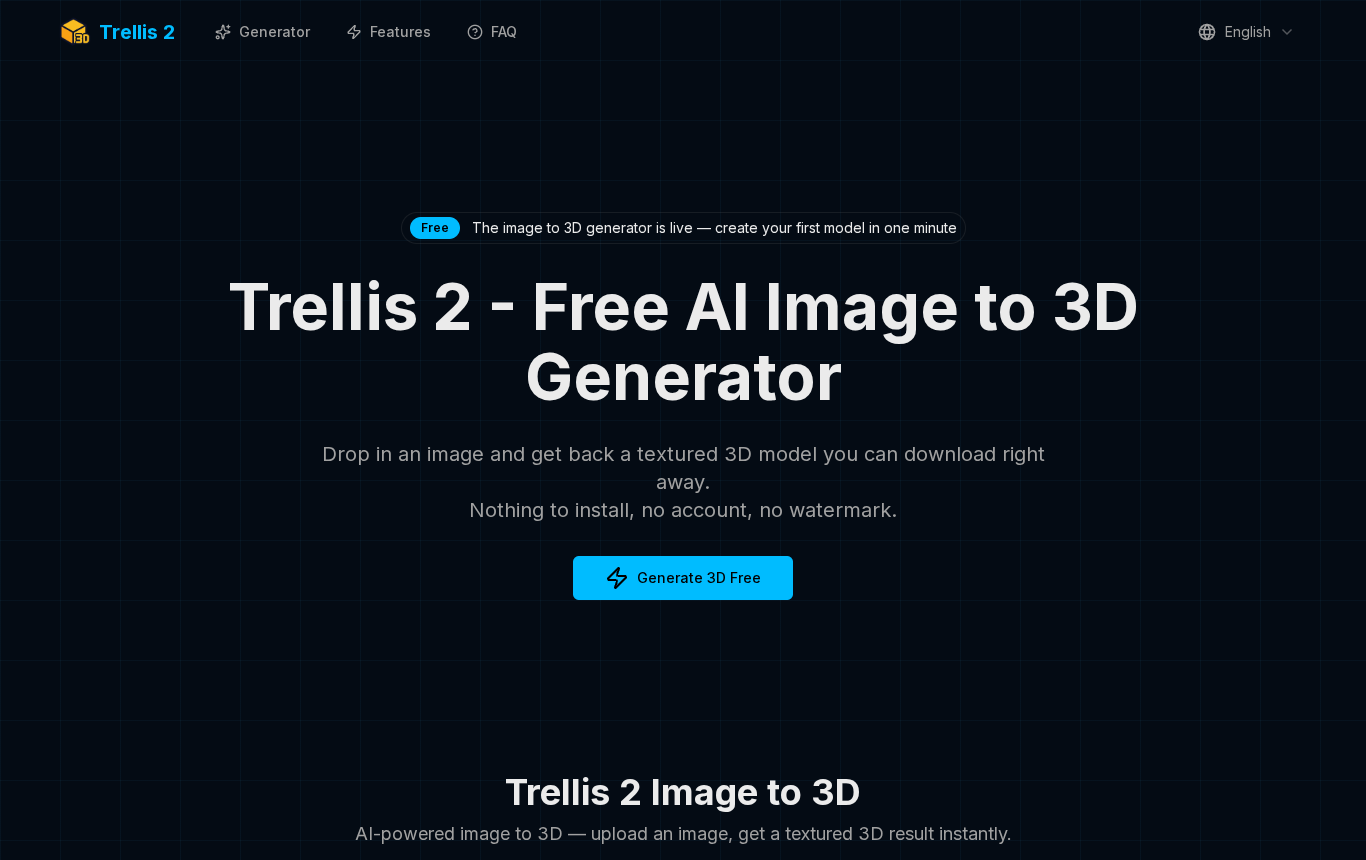 Trellis 2
Generator
Features
FAQ
English
Free
The image to 3D generator is live — create your first model in one minute
Trellis 2 - Free AI Image to 3D
Generator
Drop in an image and get back a textured 3D model you can download right
away.
Nothing to install, no account, no watermark.
Generate 3D Free
Trellis 2 Image to 3D
AI-powered image to 3D — upload an image, get a textured 3D result instantly.